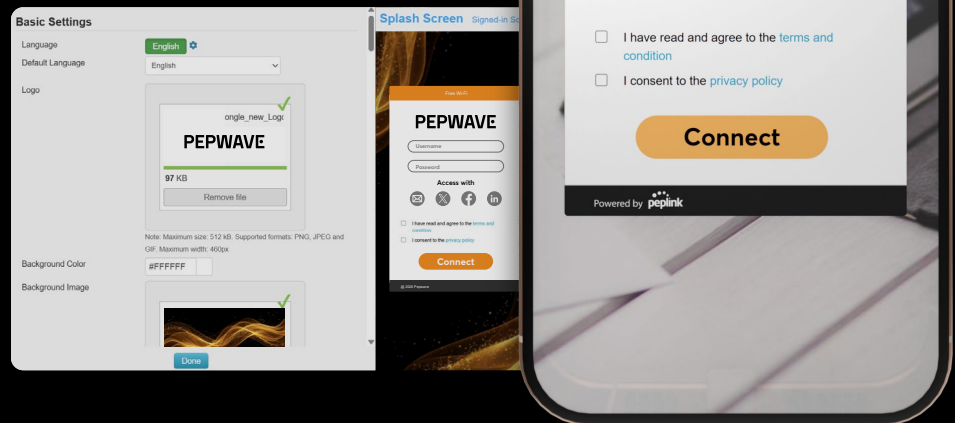 Basic Settings
Language
English
Default Language
English
Logo
ongle_new_Logo
PEPWAVE
97 KB
Remove file
Note: Maximum size: 512 kB. Supported formats: PNG, JPEG and
GIF. Maximum width: 460px
Background Color
#FFFFFF
Background Image
Done
Splash Screen
Signed-in Sc
Free Wi-Fi
PEPWAVE
Username
Password
Access with
in
I have read and agree to the terms and
condition
I consent to the privacy policy
Connect
@ 2025 Pepwave
I have read and agree to the terms and
condition
I consent to the privacy policy
Connect
Powered by peplink